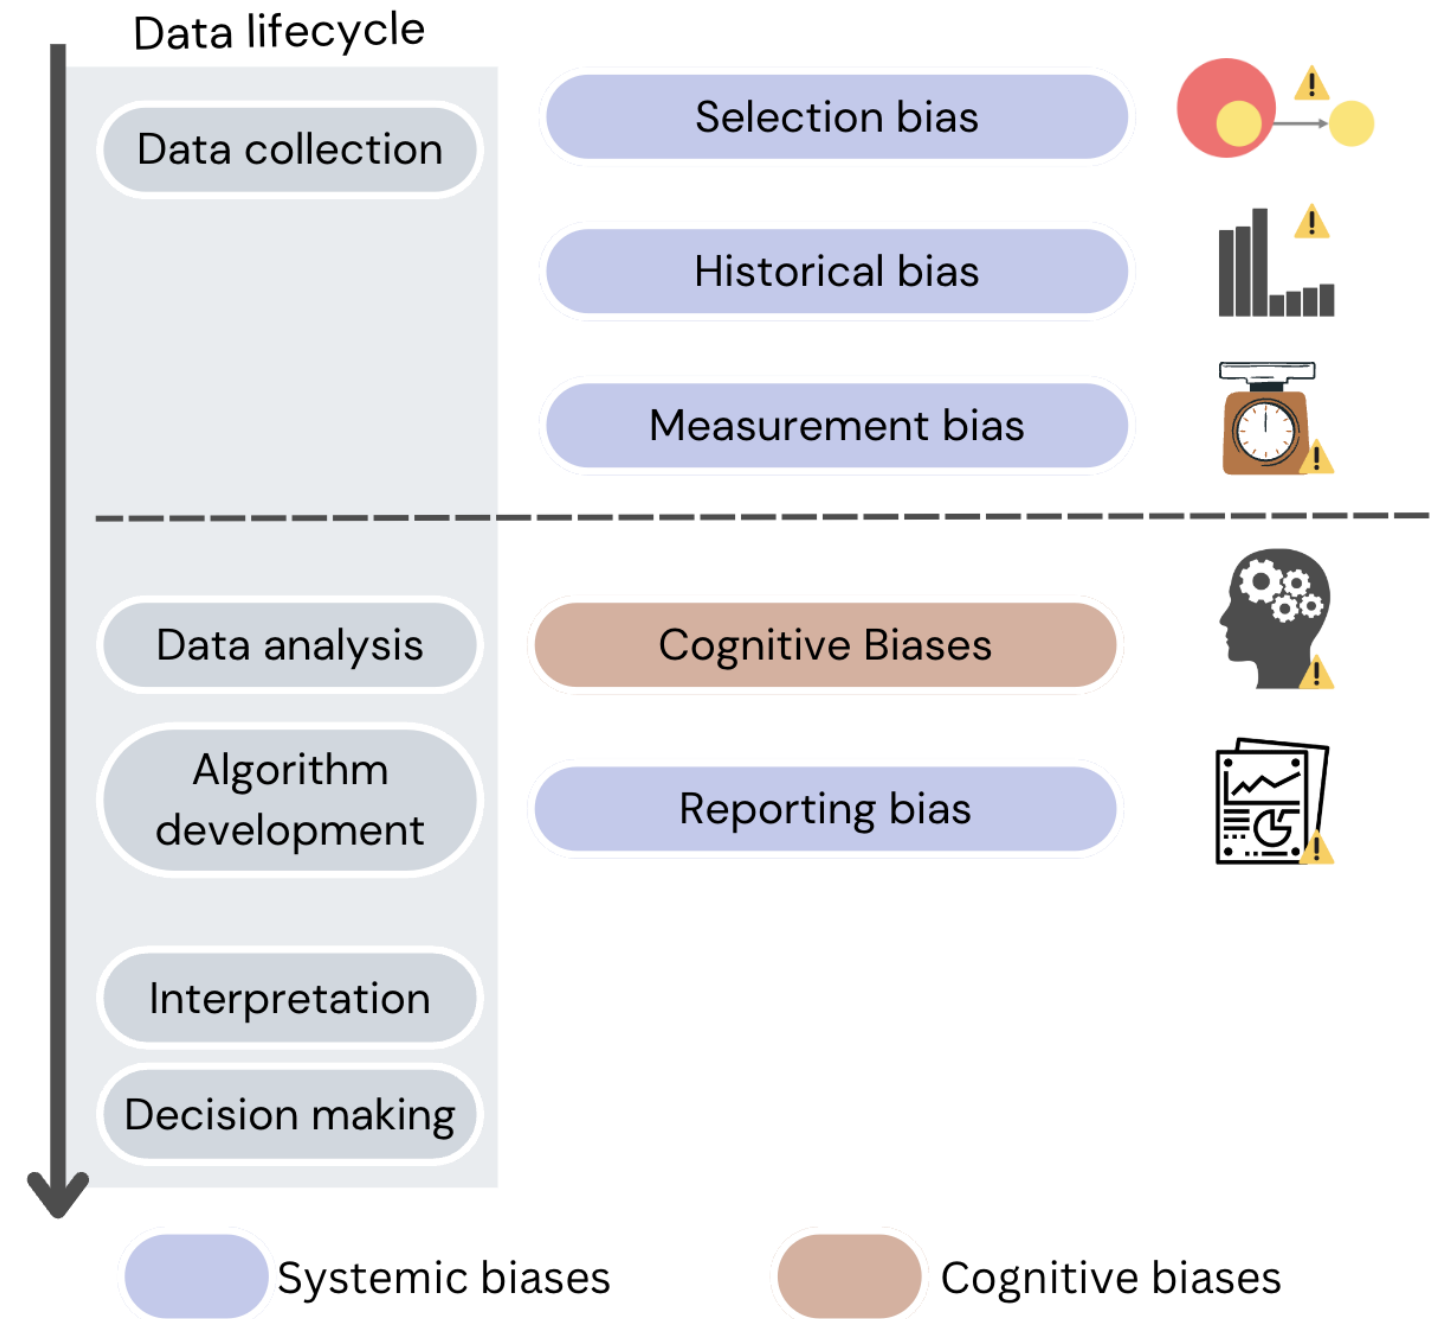 Data lifecycle
Data collection
Selection bias
Historical bias
Measurement bias
Data analysis
Cognitive Biases
Algorithm
development
Reporting bias
Interpretation
Decision making
Systemic biases
Cognitive biases